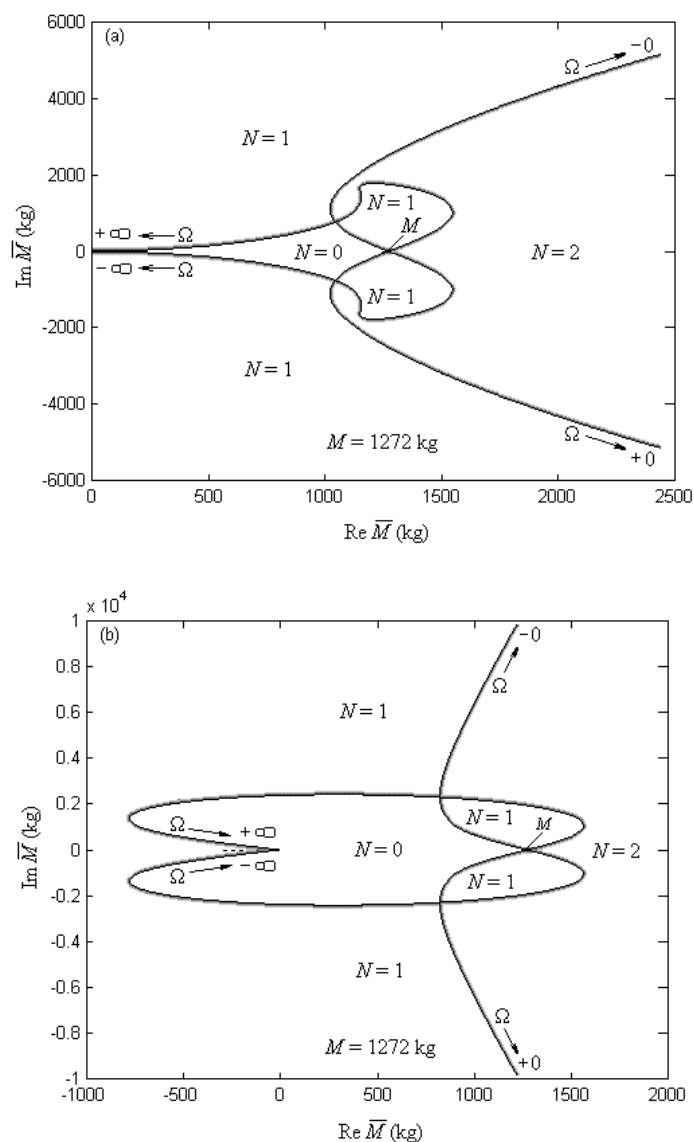 (a)
6000
4000
2000
0
-2000
-4000
-6000
Im M̅ (kg)
Ω
−0
N = 1
N = 1
M
+
Ω
−
Ω
N = 0
N = 2
N = 1
N = 1
M = 1272 kg
Ω
+0
0
500
1000
1500
2000
2500
Re M̅ (kg)
x 10⁴
(b)
1
0.8
0.6
0.4
0.2
0
-0.2
-0.4
-0.6
-0.8
-1
Im M̅ (kg)
−0
Ω
N = 1
N = 1
M
Ω
+
N = 0
N = 2
Ω
−
N = 1
N = 1
Ω
M = 1272 kg
+0
-1000
-500
0
500
1000
1500
2000
Re M̅ (kg)